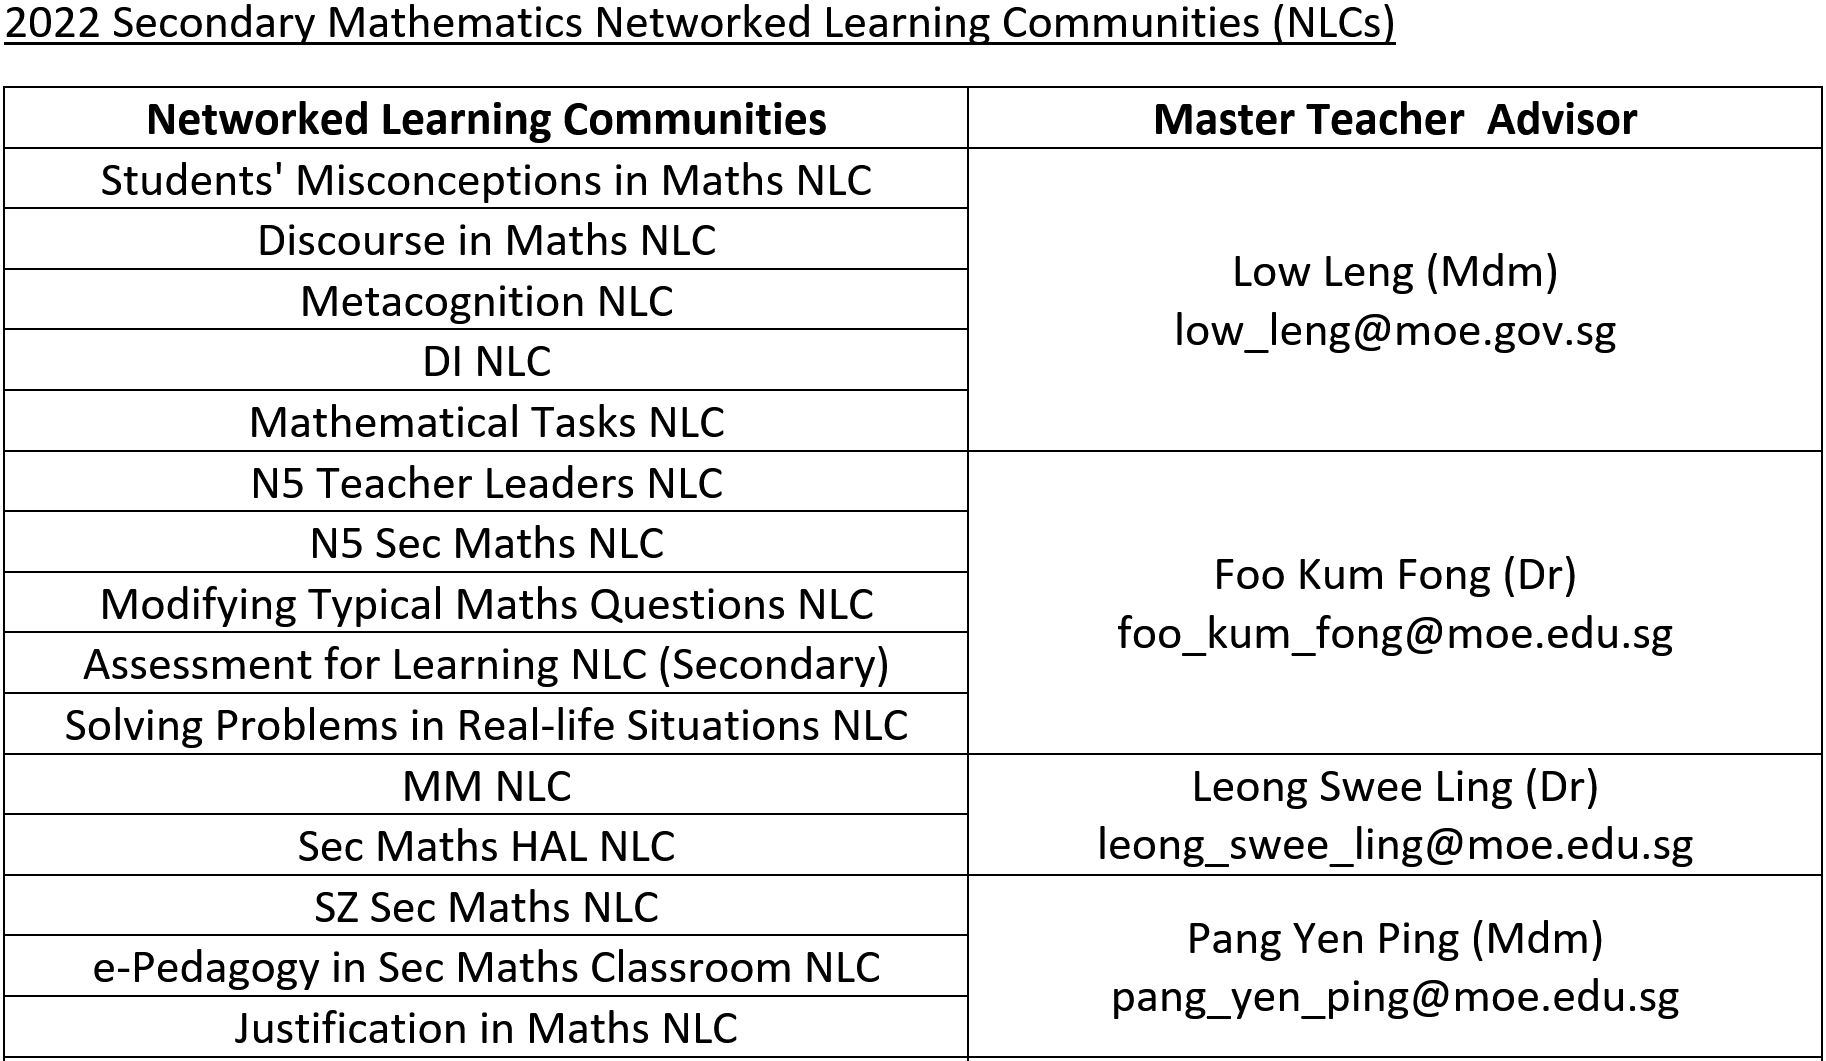 2022 Secondary Mathematics Networked Learning Communities (NLCs)
Networked Learning Communities
Master Teacher  Advisor
Students' Misconceptions in Maths NLC
Discourse in Maths NLC
Metacognition NLC
DI NLC
Mathematical Tasks NLC
Low Leng (Mdm)
low_leng@moe.gov.sg
N5 Teacher Leaders NLC
N5 Sec Maths NLC
Modifying Typical Maths Questions NLC
Assessment for Learning NLC (Secondary)
Solving Problems in Real-life Situations NLC
Foo Kum Fong (Dr)
foo_kum_fong@moe.edu.sg
MM NLC
Sec Maths HAL NLC
Leong Swee Ling (Dr)
leong_swee_ling@moe.edu.sg
SZ Sec Maths NLC
e-Pedagogy in Sec Maths Classroom NLC
Justification in Maths NLC
Pang Yen Ping (Mdm)
pang_yen_ping@moe.edu.sg